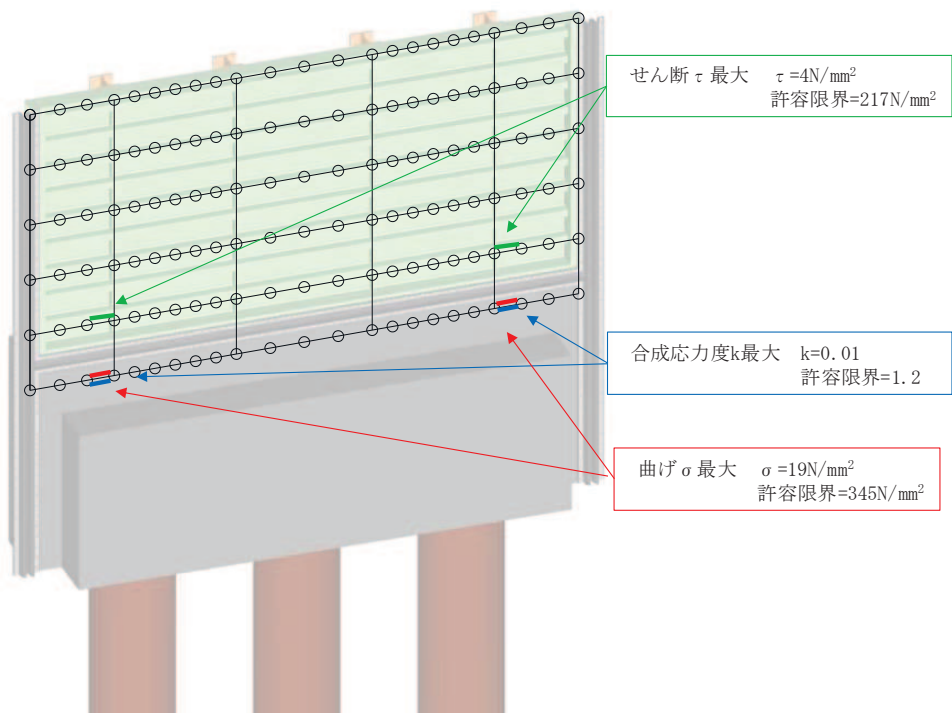 せん断τ最大　τ=4N/mm²
許容限界=217N/mm²
合成応力度k最大　k=0.01
許容限界=1.2
曲げσ最大　σ=19N/mm²
許容限界=345N/mm²